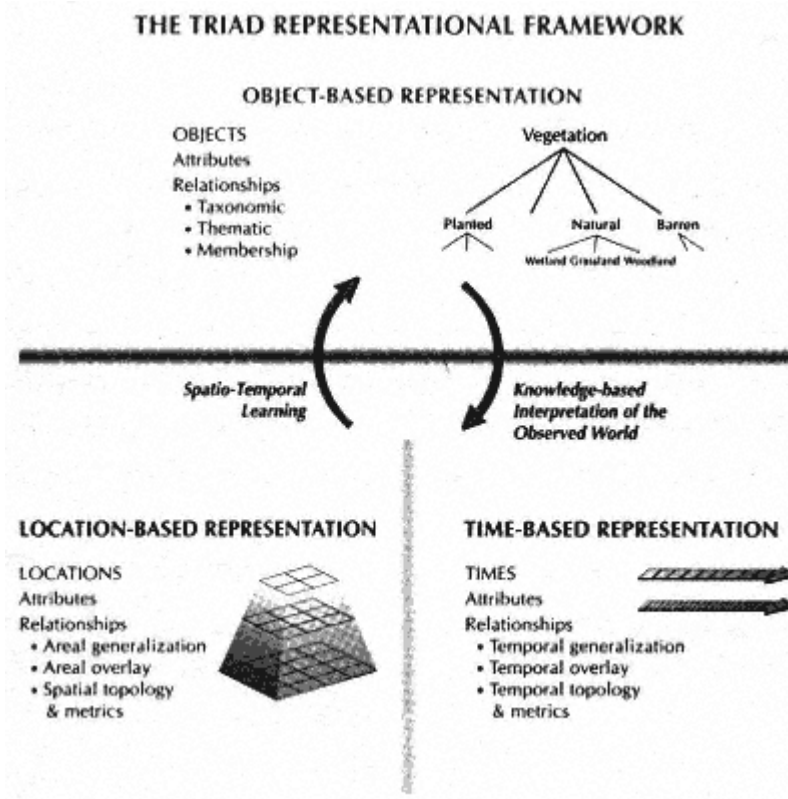 THE TRIAD REPRESENTATIONAL FRAMEWORK
OBJECT-BASED REPRESENTATION
OBJECTS
Attributes
Relationships
• Taxonomic
• Thematic
• Membership
Vegetation
Planted
Natural
Barren
Wetland Grassland Woodland
Spatio-Temporal
Learning
Knowledge-based
Interpretation of the
Observed World
LOCATION-BASED REPRESENTATION
LOCATIONS
Attributes
Relationships
• Areal generalization
• Areal overlay
• Spatial topology
& metrics
TIME-BASED REPRESENTATION
TIMES
Attributes
Relationships
• Temporal generalization
• Temporal overlay
• Temporal topology
& metrics